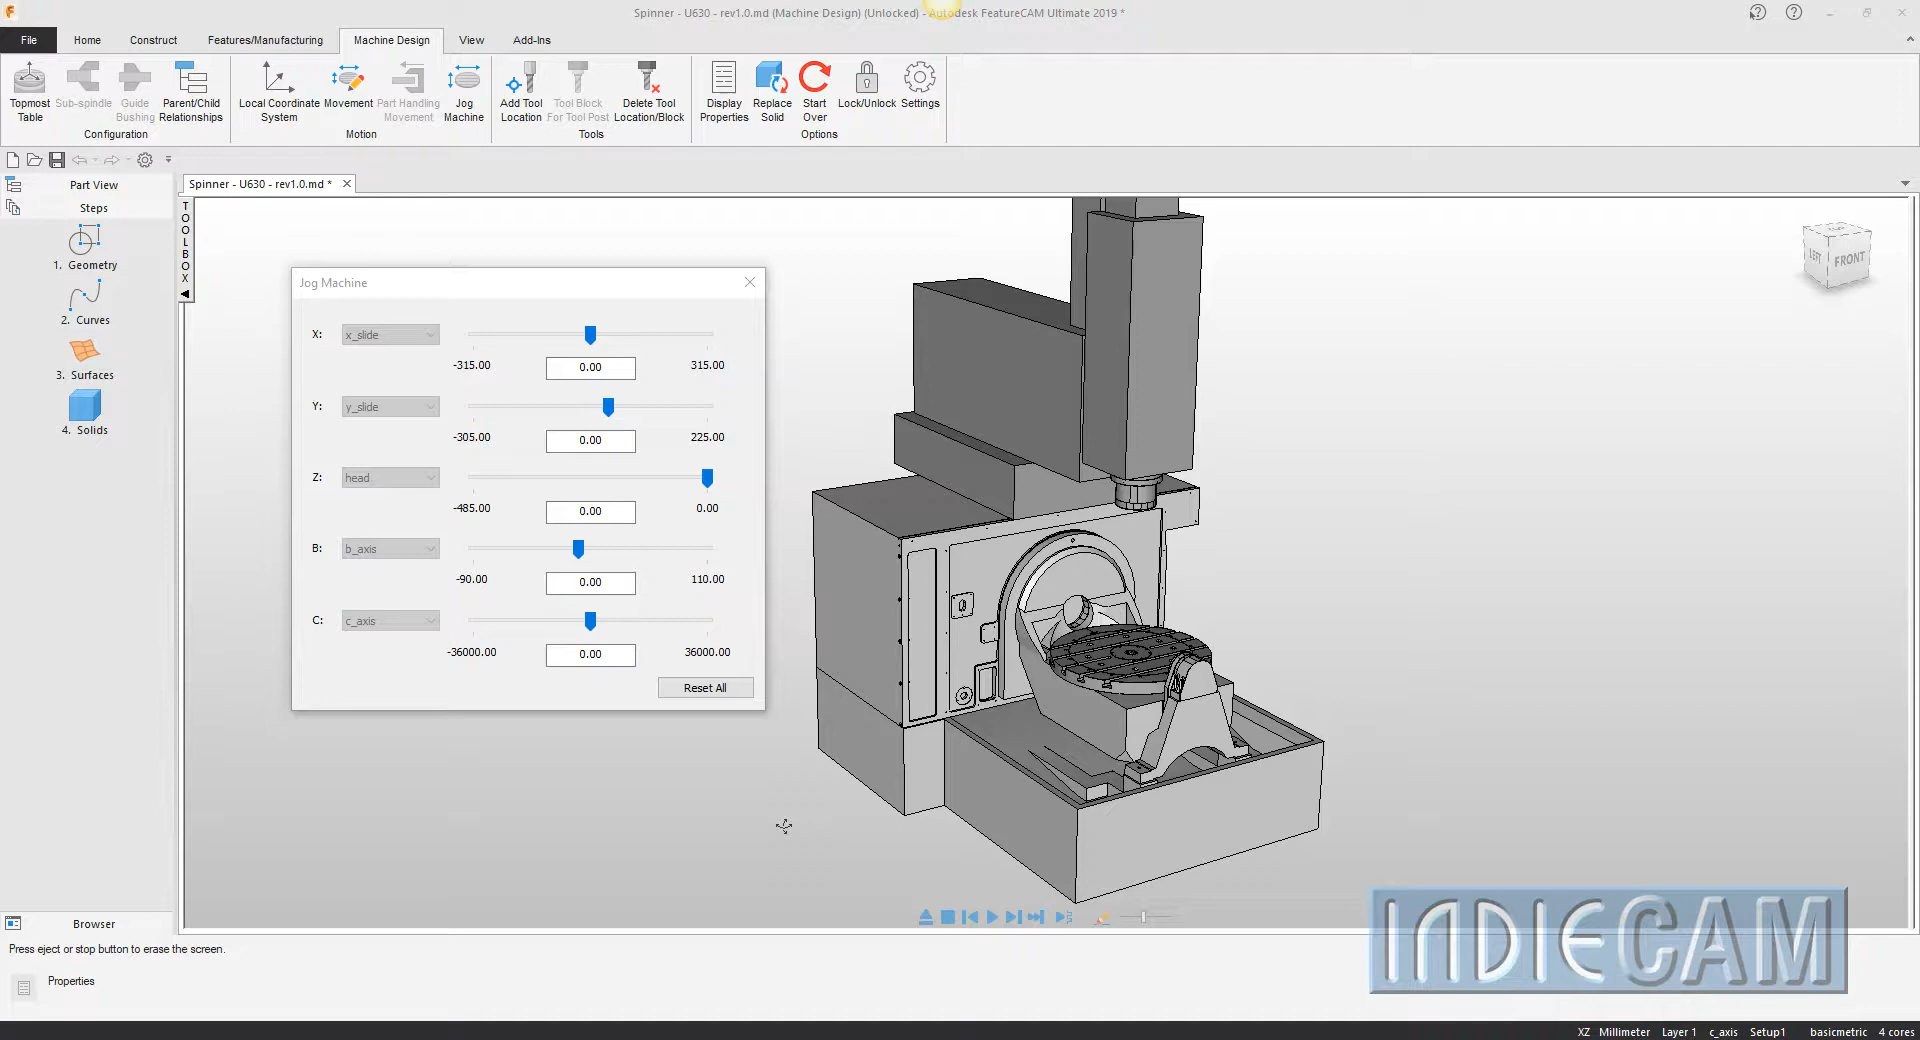 Spinner - U630 - rev1.0.md (Machine Design) (Unlocked) - Autodesk FeatureCAM Ultimate 2019 *
File Home Construct Features/Manufacturing Machine Design View Add-Ins
Topmost Table
Sub-spindle
Guide Bushing
Parent/Child Relationships
Configuration
Local Coordinate System
Movement
Part Handling Movement
Jog Machine
Motion
Add Tool Location
Tool Block For Tool Post
Delete Tool Location/Block
Tools
Display Properties
Replace Solid
Start Over
Lock/Unlock
Settings
Options
Part View
Steps
1. Geometry
2. Curves
3. Surfaces
4. Solids
Browser
Spinner - U630 - rev1.0.md *
TOOLBOX
Jog Machine
X: x_slide
-315.00 0.00 315.00
Y: y_slide
-305.00 0.00 225.00
Z: head
-485.00 0.00 0.00
B: b_axis
-90.00 0.00 110.00
C: c_axis
-36000.00 0.00 36000.00
Reset All
LEFT FRONT
INDIECAM
Press eject or stop button to erase the screen.
Properties
XZ Millimeter Layer 1 c_axis Setup1 basicmetric 4 cores